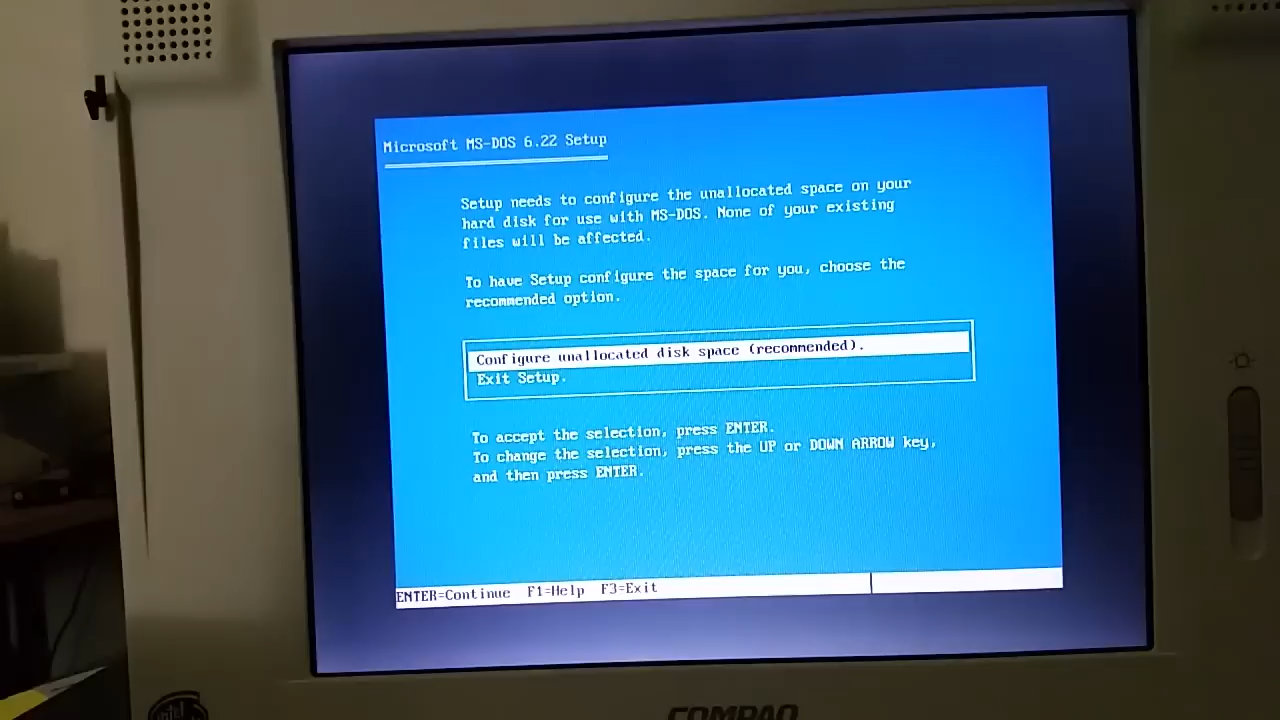 Microsoft MS-DOS 6.22 Setup
Setup needs to configure the unallocated space on your
hard disk for use with MS-DOS. None of your existing
files will be affected.
To have Setup configure the space for you, choose the
recommended option.
Configure unallocated disk space (recommended).
Exit Setup.
To accept the selection, press ENTER.
To change the selection, press the UP or DOWN ARROW key,
and then press ENTER.
ENTER=Continue F1=Help F3=Exit
intel
COMPAQ